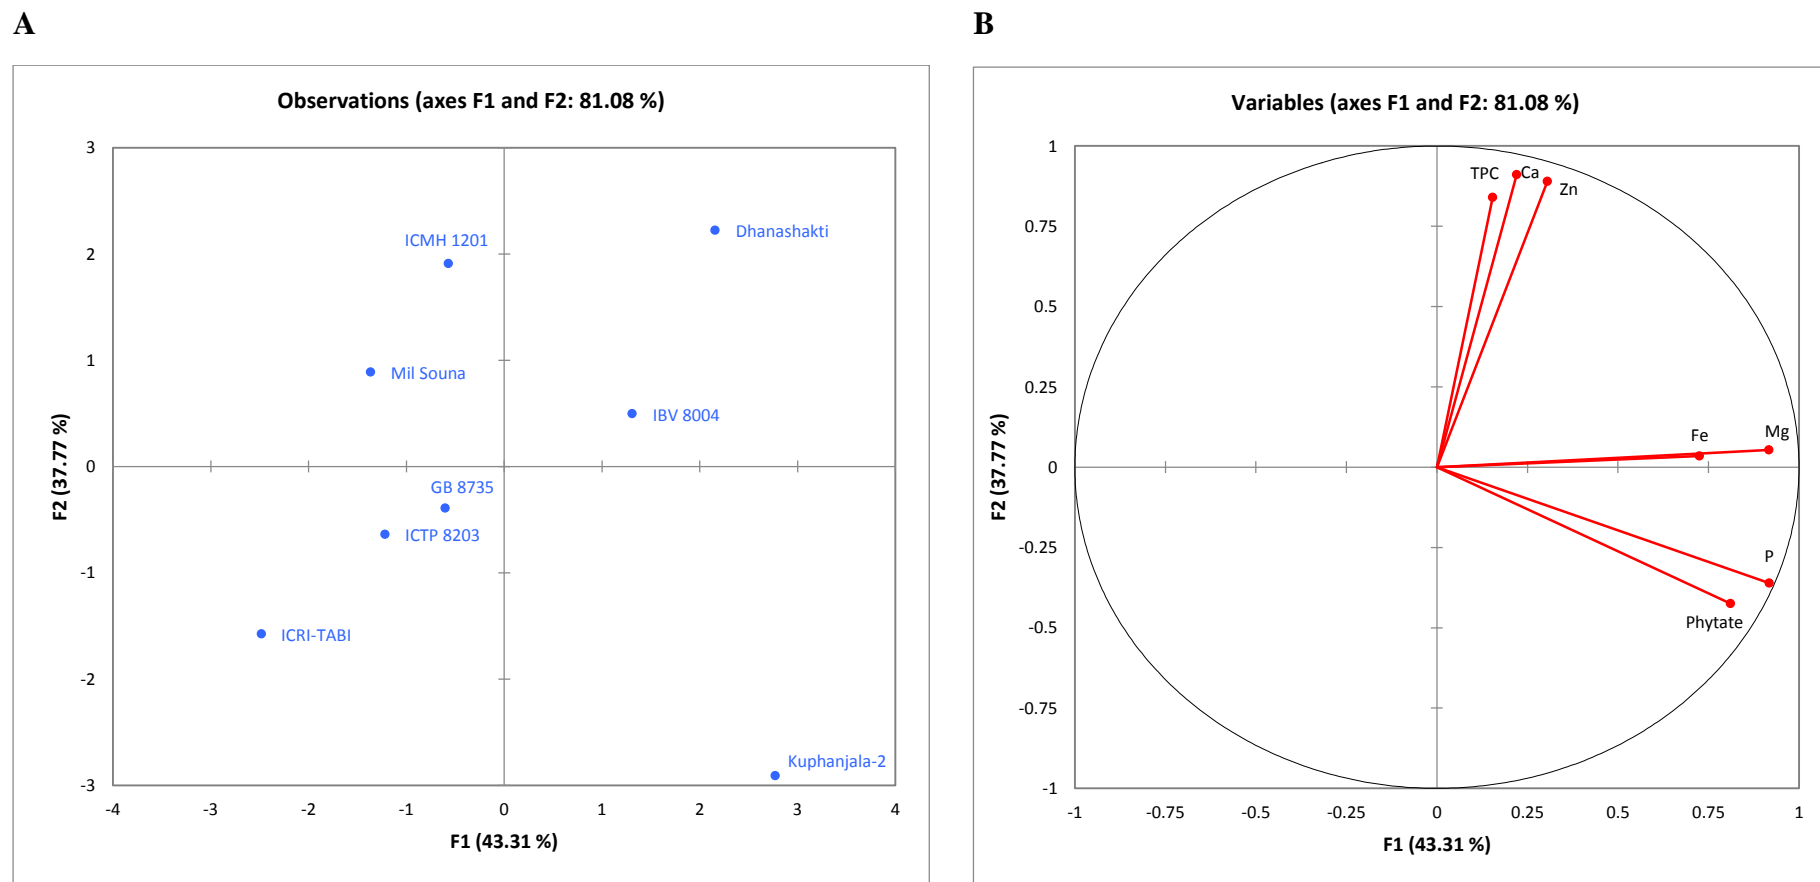 A
Observations (axes F1 and F2: 81.08 %)
3
2
1
0
-1
-2
-3
F2 (37.77 %)
ICMH 1201
Dhanashakti
Mil Souna
IBV 8004
GB 8735
ICTP 8203
ICRI-TABI
Kuphanjala-2
-4
-3
-2
-1
0
1
2
3
4
F1 (43.31 %)
B
Variables (axes F1 and F2: 81.08 %)
1
0.75
0.5
0.25
0
-0.25
-0.5
-0.75
-1
F2 (37.77 %)
TPC
Ca
Zn
Fe
Mg
P
Phytate
-1
-0.75
-0.5
-0.25
0
0.25
0.5
0.75
1
F1 (43.31 %)